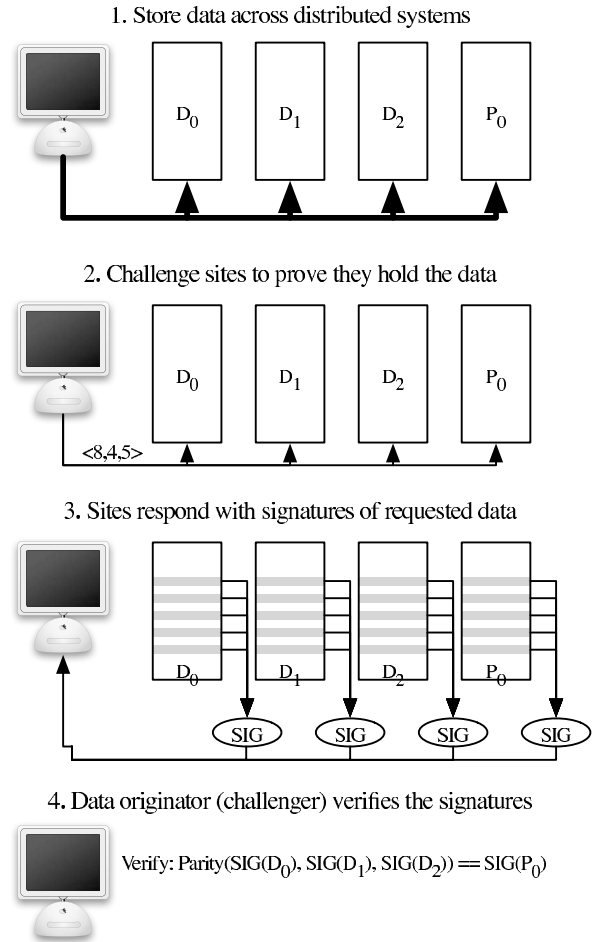 1. Store data across distributed systems
D0 D1 D2 P0
2. Challenge sites to prove they hold the data
D0 D1 D2 P0
<8,4,5>
3. Sites respond with signatures of requested data
D0 D1 D2 P0
SIG SIG SIG SIG
4. Data originator (challenger) verifies the signatures
Verify: Parity(SIG(D0), SIG(D1), SIG(D2)) == SIG(P0)